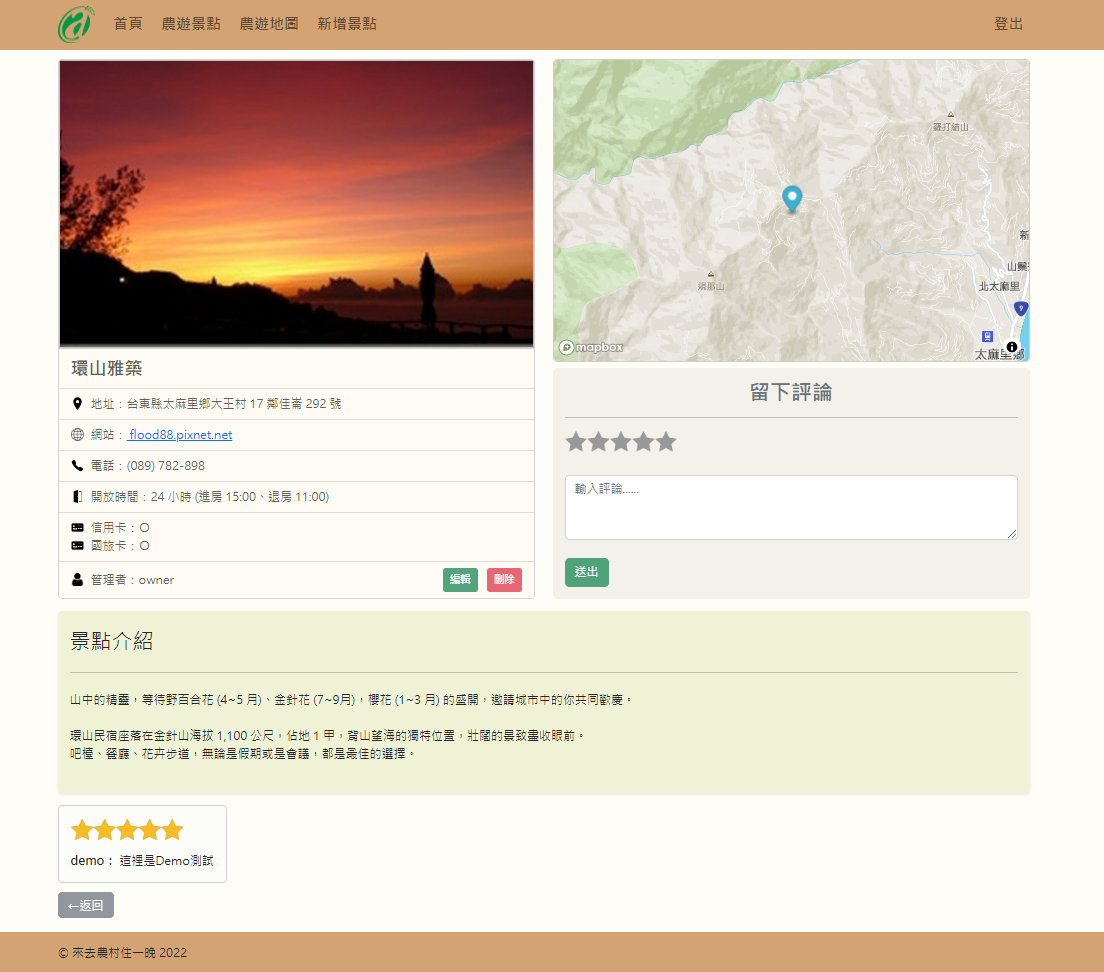 首頁 農遊景點 農遊地圖 新增景點 登出
環山雅築
地址：台東縣太麻里鄉大王村 17 鄰佳崙 292 號
網站： flood88.pixnet.net
電話：(089) 782-898
開放時間：24 小時 (進房 15:00、退房 11:00)
信用卡：O
國旅卡：O
管理者：owner
編輯 刪除
羅打結山
新
山鬃
北太麻里
9
太麻里鄉
mapbox
留下評論
輸入評論......
送出
景點介紹
山中的精靈，等待野百合花 (4~5 月)、金針花 (7~9月)，櫻花 (1~3 月) 的盛開，邀請城市中的你共同歡慶。
環山民宿座落在金針山海拔 1,100 公尺，佔地 1 甲，背山望海的獨特位置，壯闊的景致盡收眼前。
吧檯、餐廳、花卉步道，無論是假期或是會議，都是最佳的選擇。
demo： 這裡是Demo測試
←返回
© 來去農村住一晚 2022